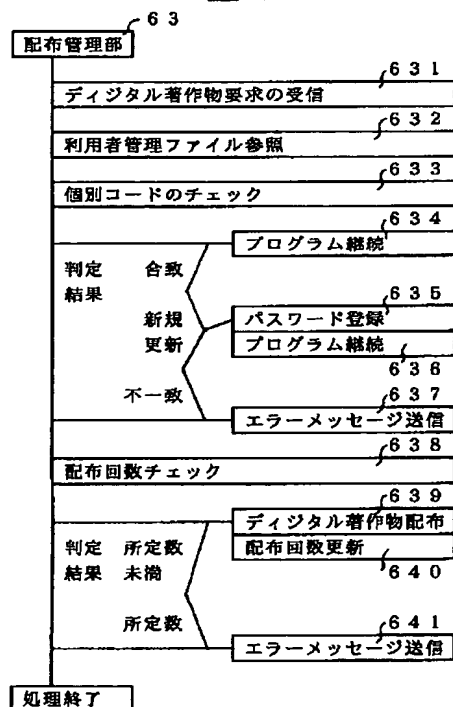 63
配布管理部
631
ディジタル著作物要求の受信
632
利用者管理ファイル参照
633
個別コードのチェック
634
プログラム継続
判定 合致
結果
635
新規 パスワード登録
更新 プログラム継続
636
637
不一致
エラーメッセージ送信
638
配布回数チェック
639
ディジタル著作物配布
判定 所定数 配布回数更新
結果 未満
640
所定数
641
エラーメッセージ送信
処理終了